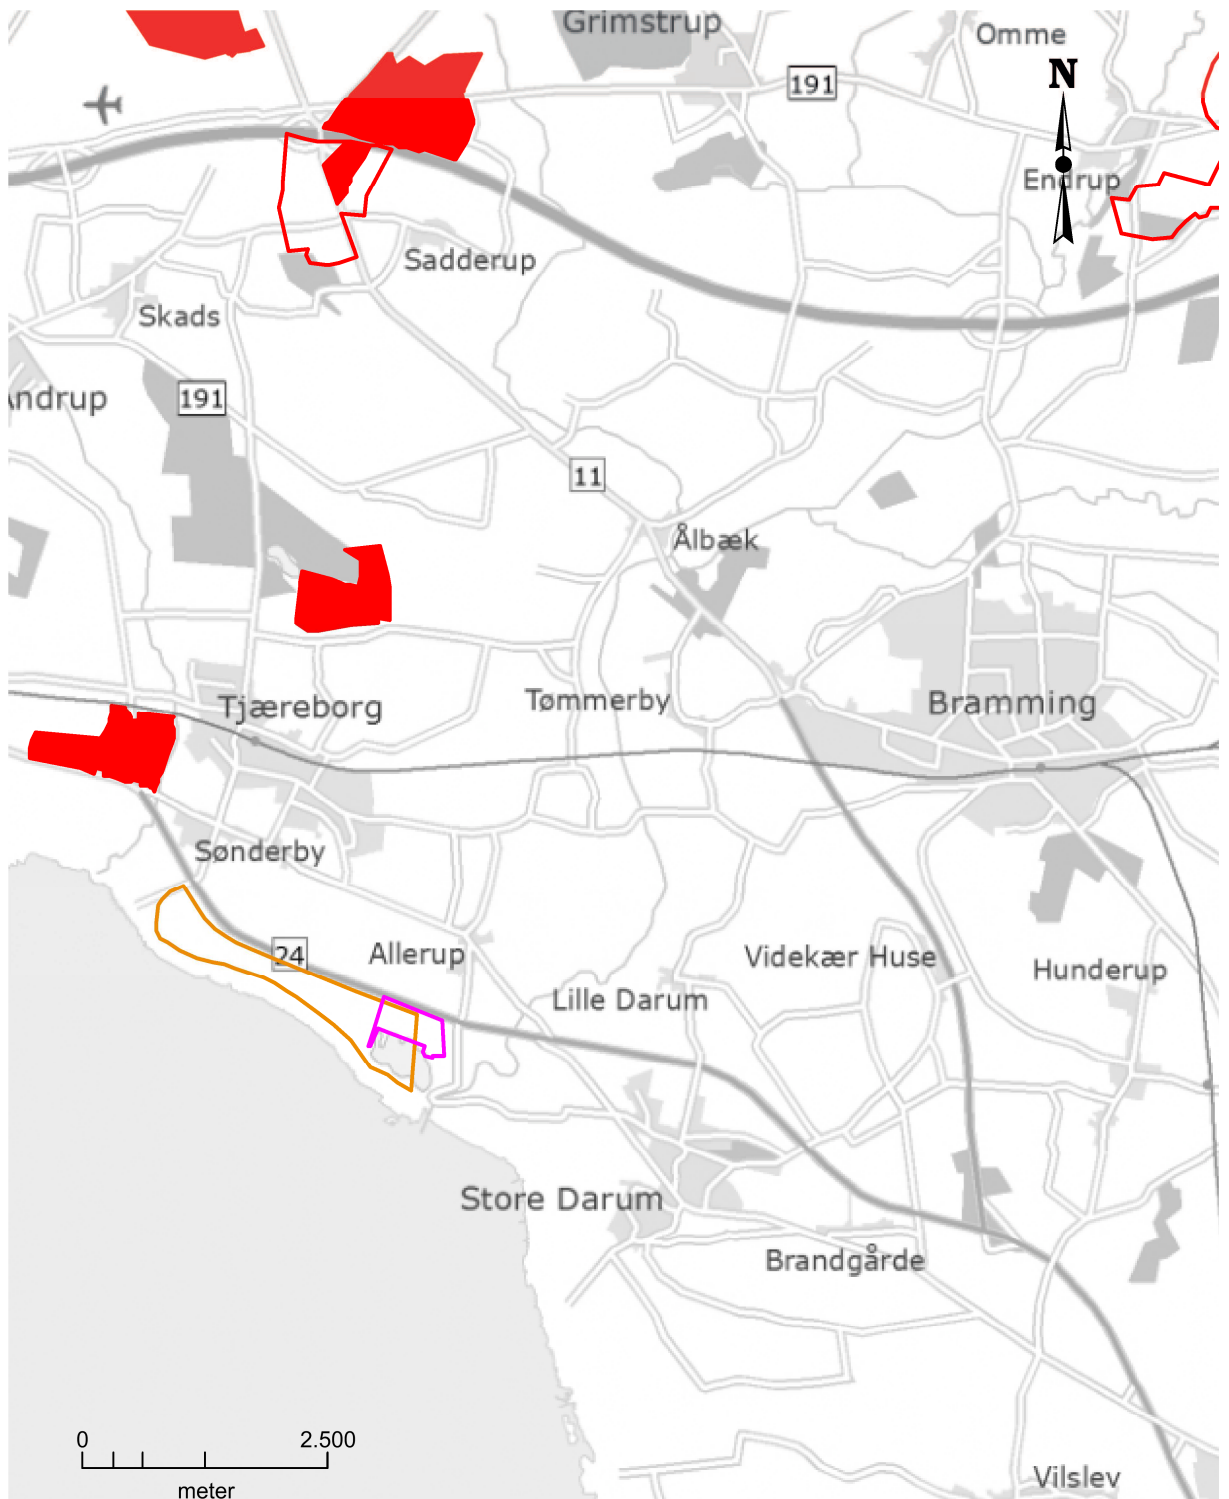 Grimstrup
Omme
N
191
Endrup
Sadderup
Skads
191
Andrup
11
Ålbæk
Tjæreborg
Tømmerby
Bramming
Sønderby
24
Allerup
Videkær Huse
Hunderup
Lille Darum
Store Darum
Brandgårde
0 2.500
meter
Vilslev